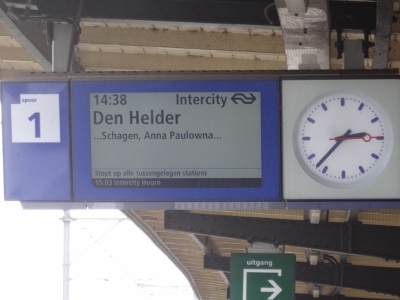 spoor
1
14:38 Intercity
Den Helder
...Schagen, Anna Paulowna...
Stopt op alle tussengelegen stations
15:03 Intercity Hoorn
uitgang